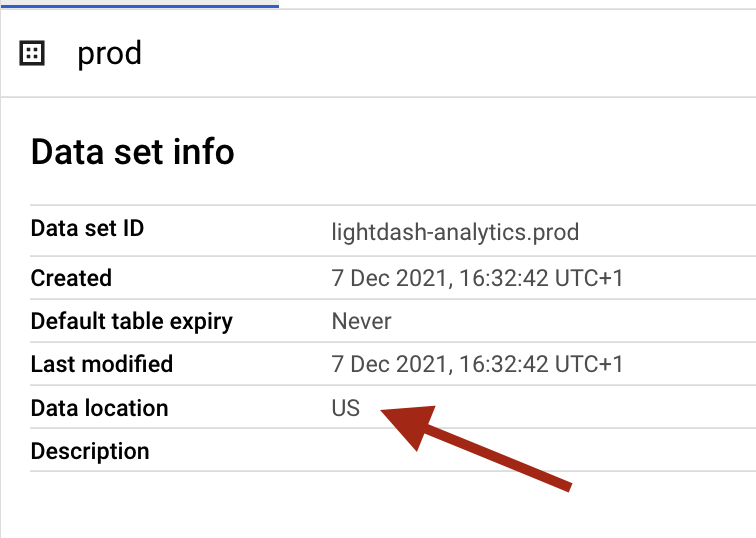 prod
Data set info
Data set ID lightdash-analytics.prod
Created 7 Dec 2021, 16:32:42 UTC+1
Default table expiry Never
Last modified 7 Dec 2021, 16:32:42 UTC+1
Data location US
Description